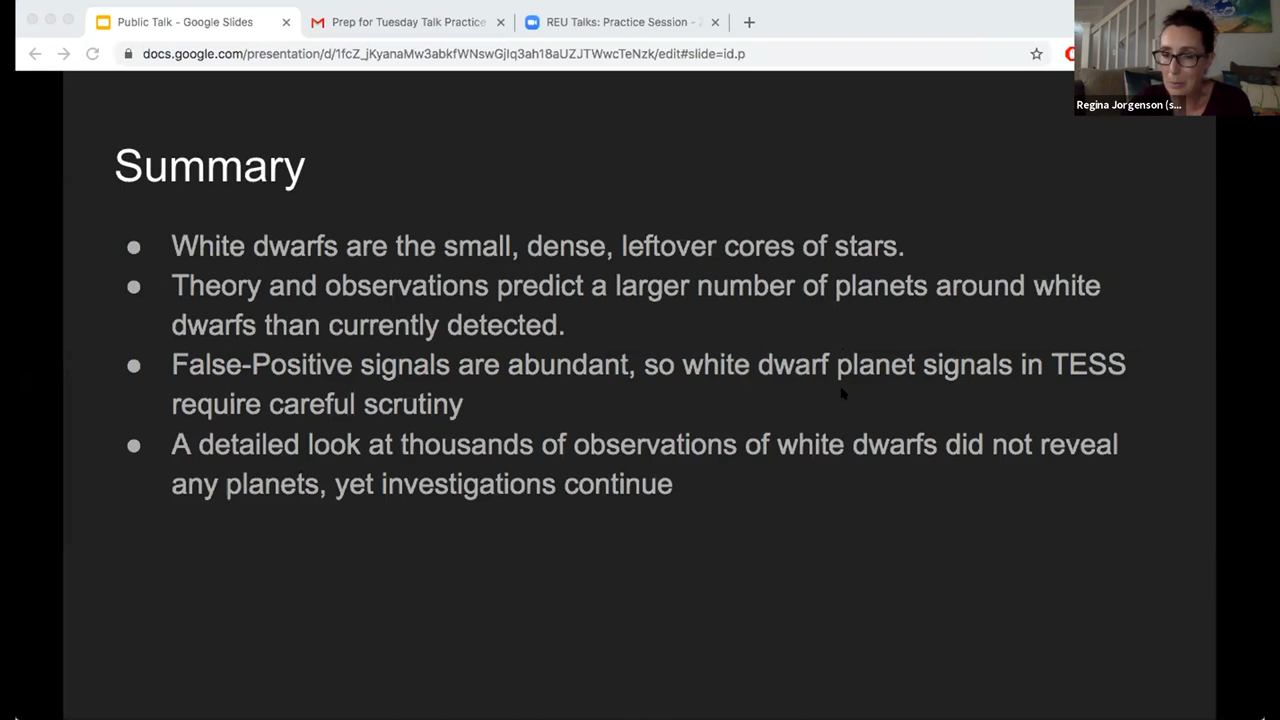 Public Talk - Google Slides
Prep for Tuesday Talk Practice
REU Talks: Practice Session -
docs.google.com/presentation/d/1fcZ_jKyanaMw3abkfWNswGjIq3ah18aUZJTWwcTeNzk/edit#slide=id.p
Regina Jorgenson (s...
Summary
● White dwarfs are the small, dense, leftover cores of stars.
● Theory and observations predict a larger number of planets around white
dwarfs than currently detected.
● False-Positive signals are abundant, so white dwarf planet signals in TESS
require careful scrutiny
● A detailed look at thousands of observations of white dwarfs did not reveal
any planets, yet investigations continue